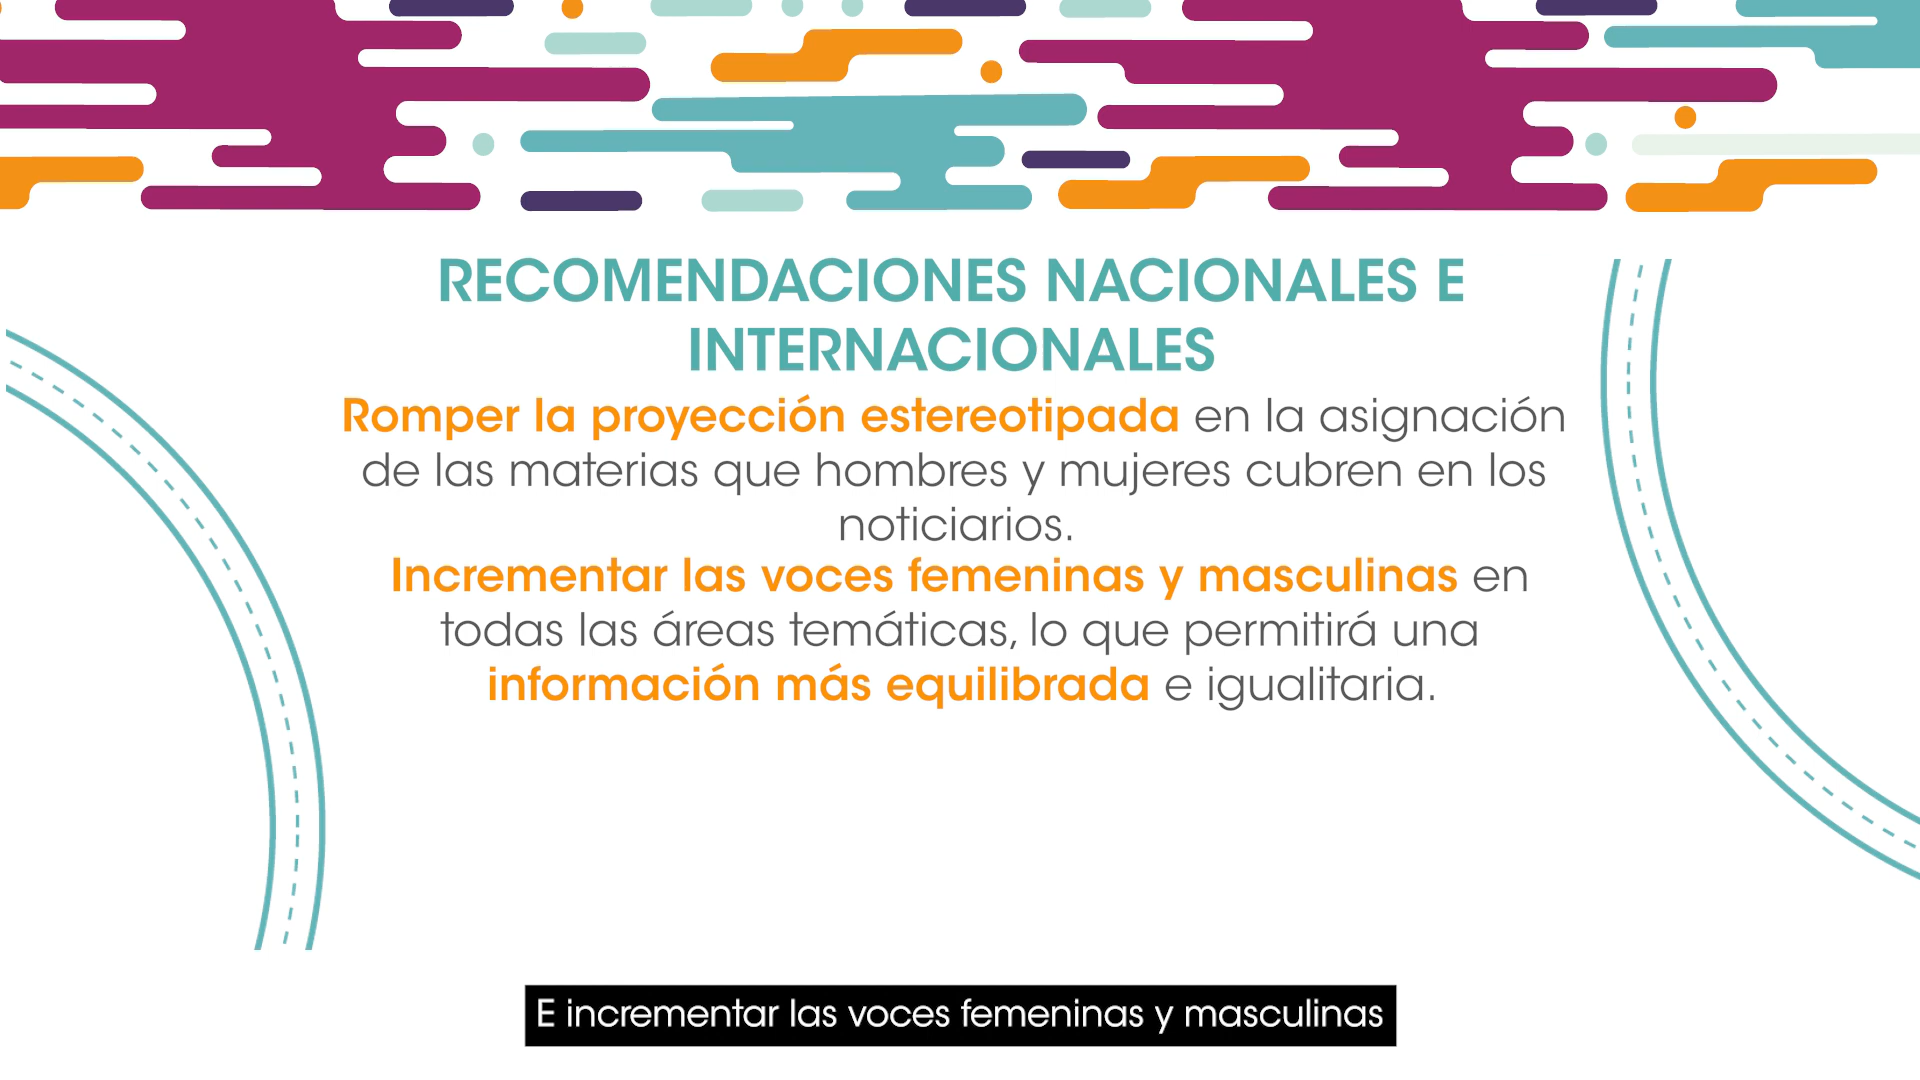 RECOMENDACIONES NACIONALES E
INTERNACIONALES
Romper la proyección estereotipada en la asignación
de las materias que hombres y mujeres cubren en los
noticiarios.
Incrementar las voces femeninas y masculinas en
todas las áreas temáticas, lo que permitirá una
información más equilibrada e igualitaria.
E incrementar las voces femeninas y masculinas